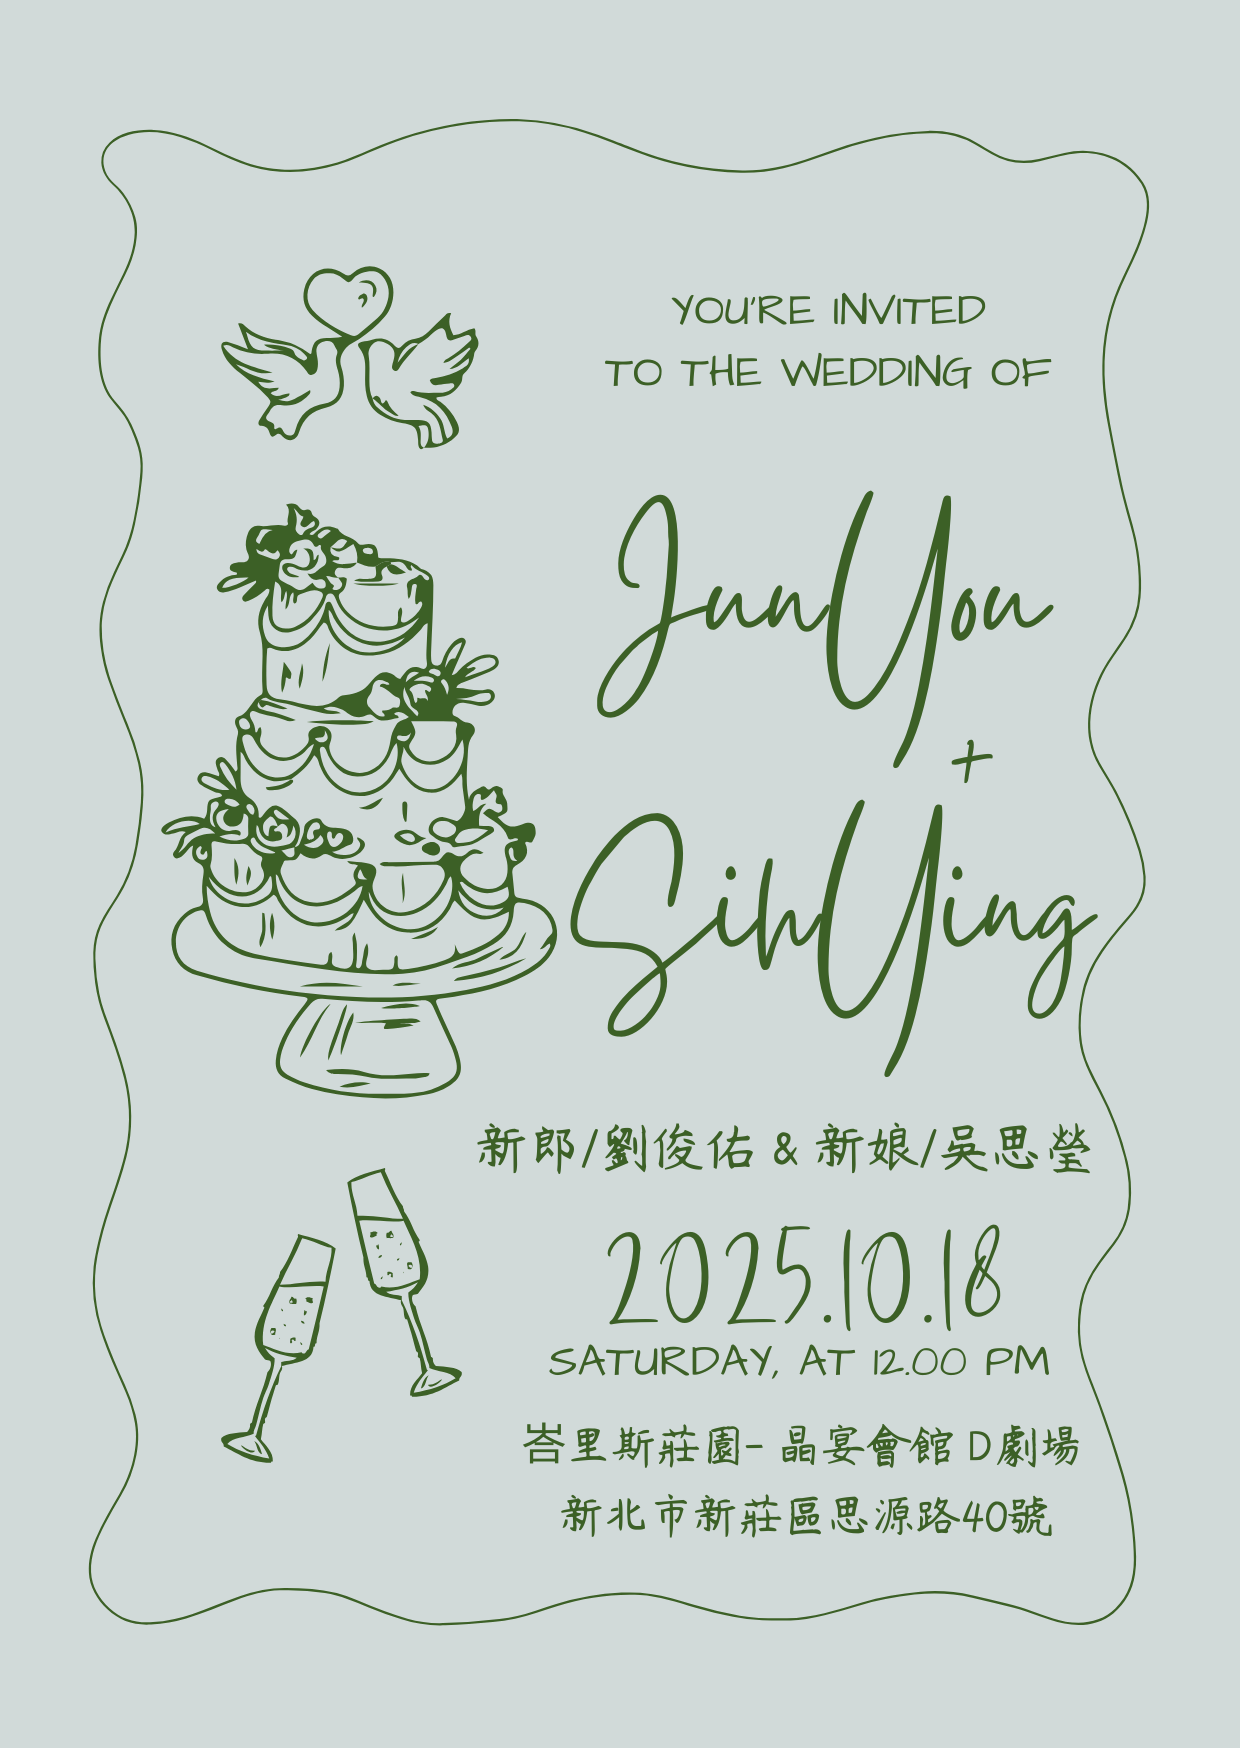 YOU'RE INVITED
TO THE WEDDING OF
JunYou
+
SihYing
新郎/劉俊佑 & 新娘/吳思瑩
2025.10.18
SATURDAY, AT 12.00 PM
峇里斯莊園- 晶宴會館 D劇場
新北市新莊區思源路40號